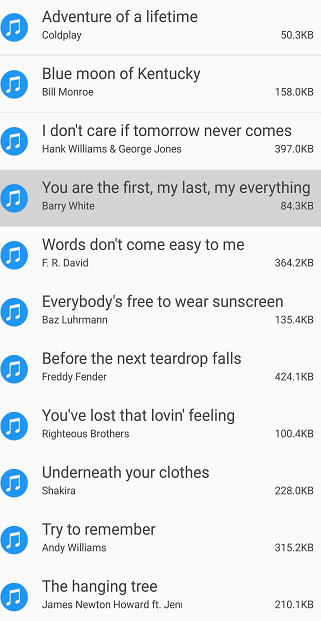 Adventure of a lifetime
Coldplay 50.3KB
Blue moon of Kentucky
Bill Monroe 158.0KB
I don't care if tomorrow never comes
Hank Williams & George Jones 397.0KB
You are the first, my last, my everything
Barry White 84.3KB
Words don't come easy to me
F. R. David 364.2KB
Everybody's free to wear sunscreen
Baz Luhrmann 135.4KB
Before the next teardrop falls
Freddy Fender 424.1KB
You've lost that lovin' feeling
Righteous Brothers 100.4KB
Underneath your clothes
Shakira 228.0KB
Try to remember
Andy Williams 315.2KB
The hanging tree
James Newton Howard ft. 210.1KB